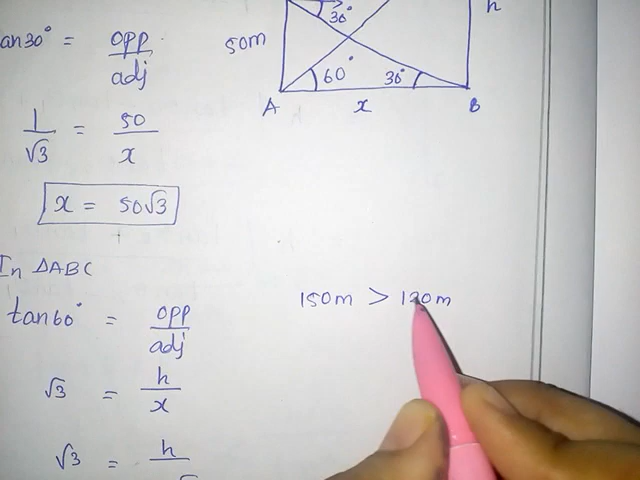 30°
h
an30° = opp/adj
50m
60° 30°
A x B
1/√3 = 50/x
x = 50√3
In △ABC
150m > 120m
tan60° = opp/adj
√3 = h/x
√3 = h